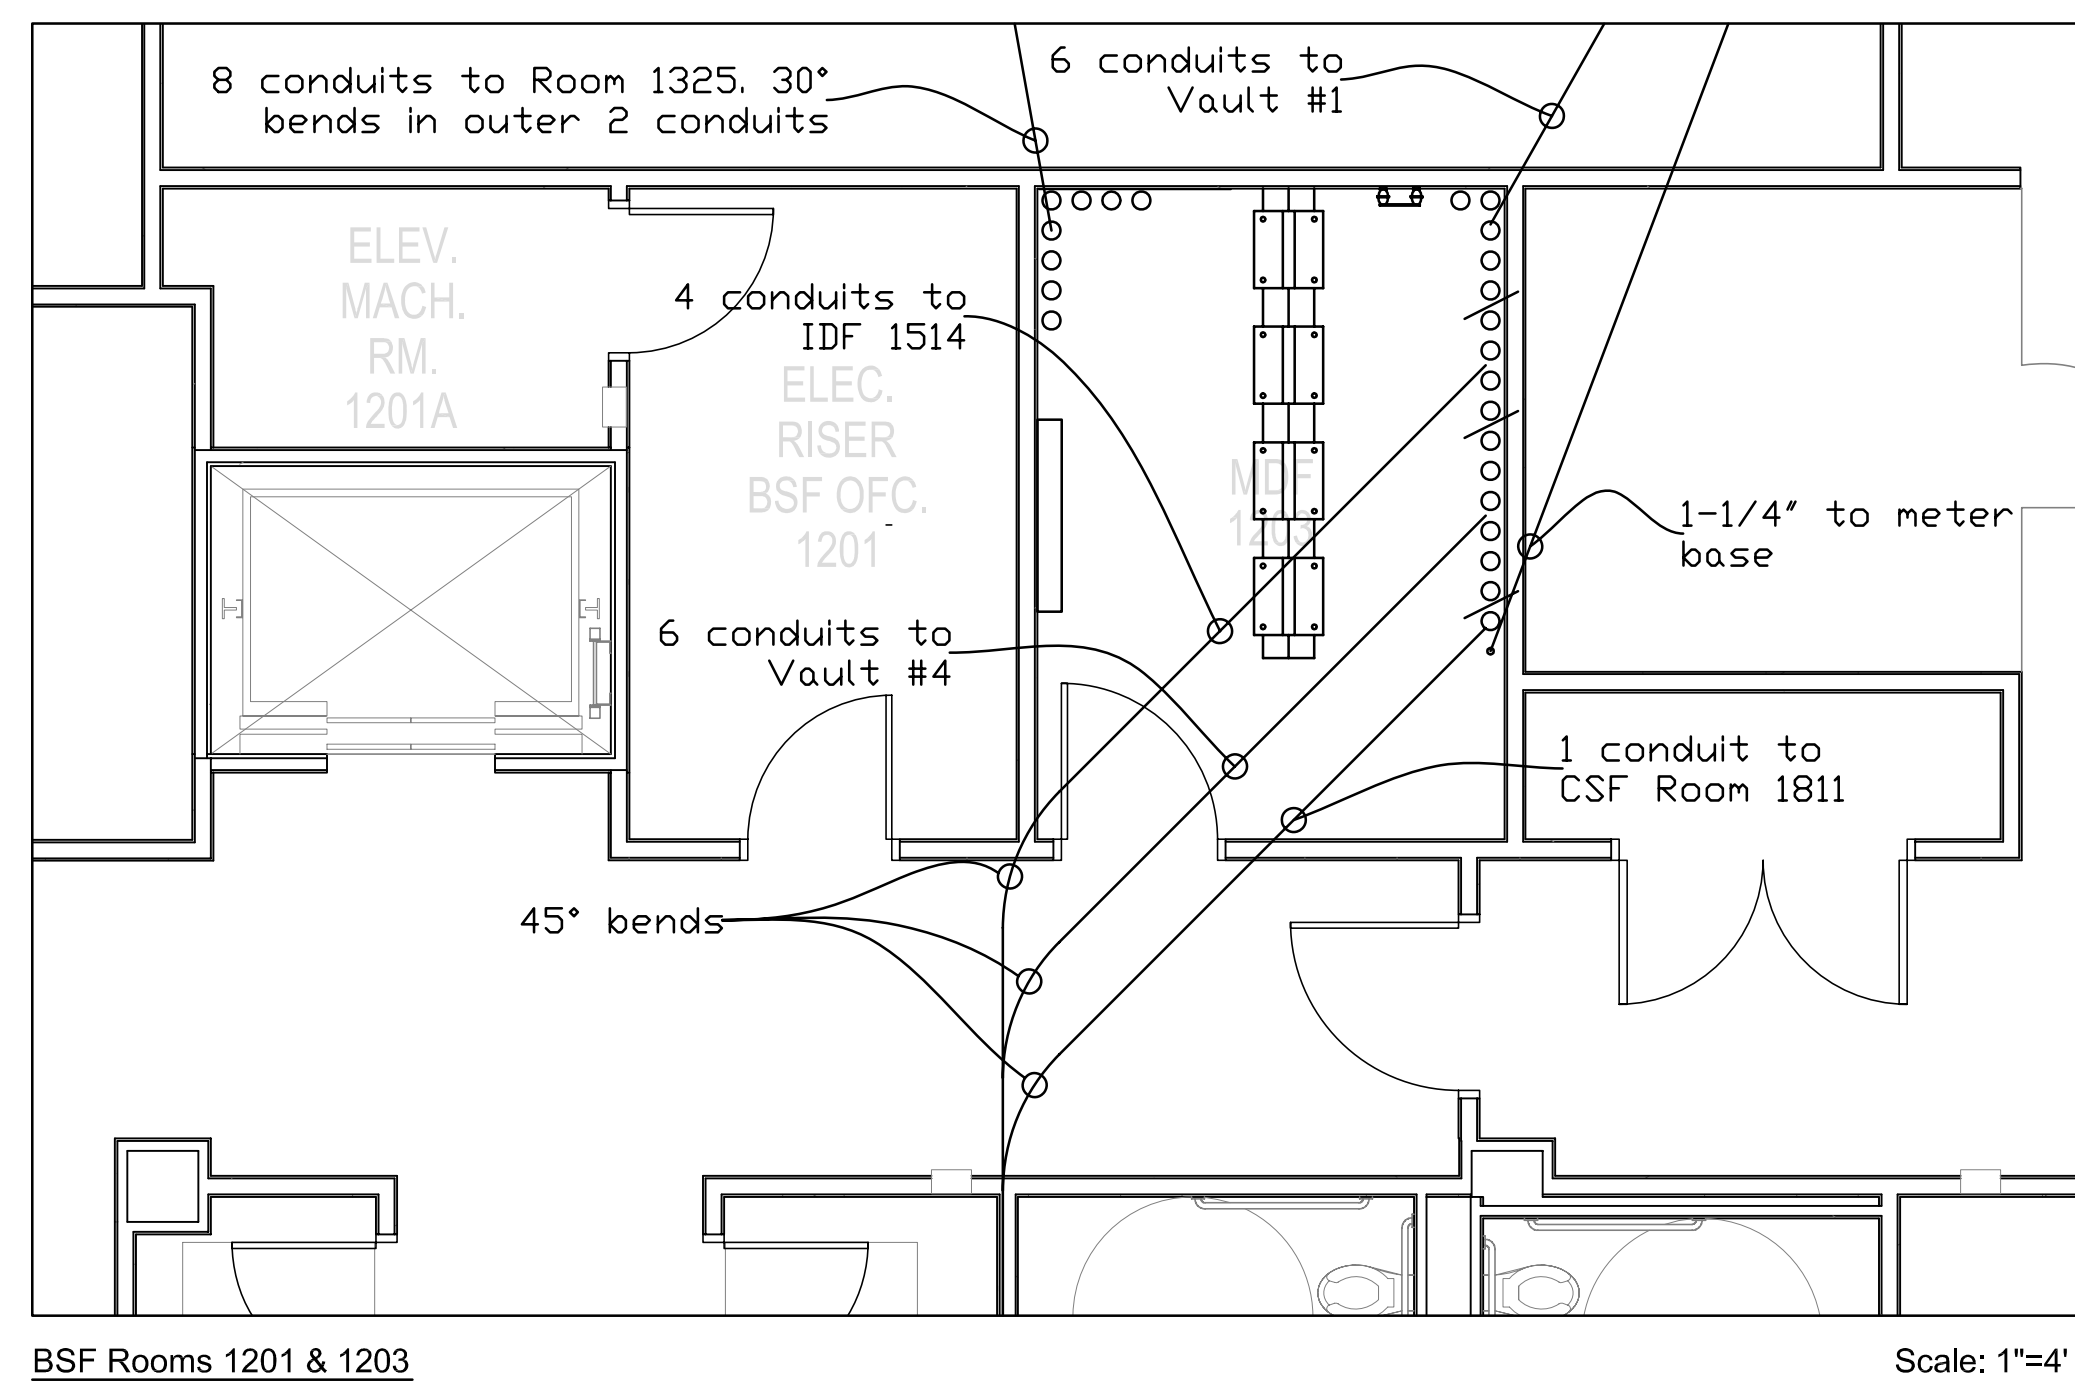 8 conduits to Room 1325. 30°
bends in outer 2 conduits
6 conduits to
Vault #1
ELEV.
MACH.
RM.
1201A
4 conduits to
IDF 1514
ELEC.
RISER
BSF OFC.
1201
MDF
1203
1-1/4" to meter
base
6 conduits to
Vault #4
1 conduit to
CSF Room 1811
45° bends
BSF Rooms 1201 & 1203
Scale: 1"=4'